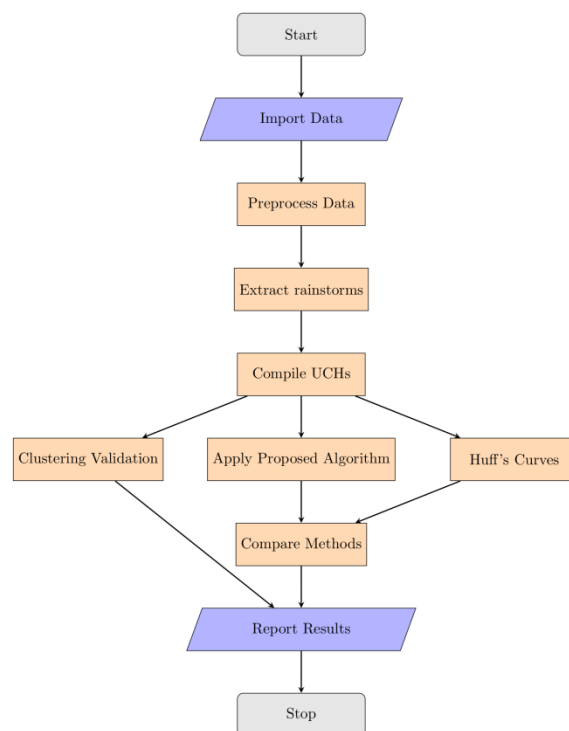 Start
Import Data
Preprocess Data
Extract rainstorms
Compile UCHs
Clustering Validation
Apply Proposed Algorithm
Huff's Curves
Compare Methods
Report Results
Stop